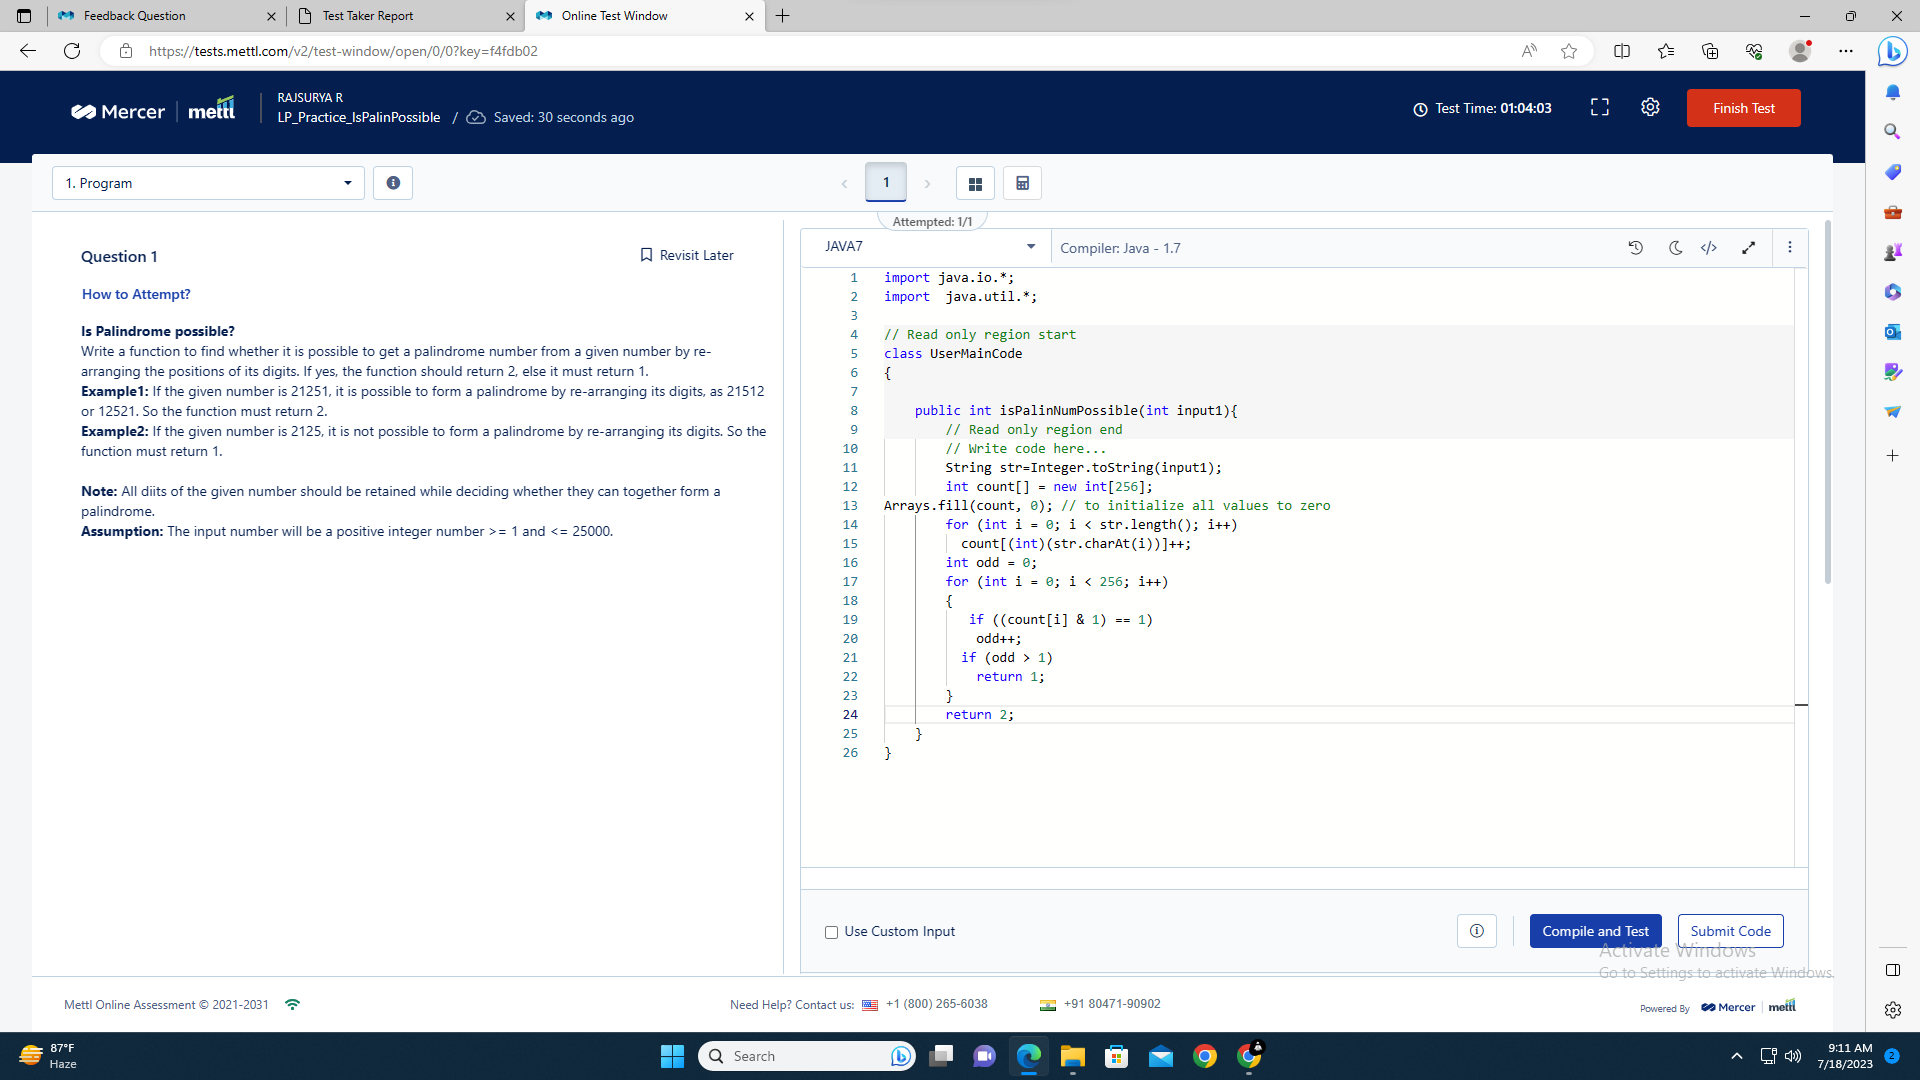 Feedback Question
Test Taker Report
Online Test Window
https://tests.mettl.com/v2/test-window/open/0/0?key=f4fdb02
Mercer | mettl
RAJSURYA R
LP_Practice_IsPalinPossible / Saved: 30 seconds ago
Test Time: 01:04:03
Finish Test
1. Program
1
Attempted: 1/1
Question 1
Revisit Later
How to Attempt?
Is Palindrome possible?
Write a function to find whether it is possible to get a palindrome number from a given number by re-
arranging the positions of its digits. If yes, the function should return 2, else it must return 1.
Example1: If the given number is 21251, it is possible to form a palindrome by re-arranging its digits, as 21512
or 12521. So the function must return 2.
Example2: If the given number is 2125, it is not possible to form a palindrome by re-arranging its digits. So the
function must return 1.
Note: All diits of the given number should be retained while deciding whether they can together form a
palindrome.
Assumption: The input number will be a positive integer number >= 1 and <= 25000.
JAVA7
Compiler: Java - 1.7
1 import java.io.*;
2 import  java.util.*;
3
4 // Read only region start
5 class UserMainCode
6 {
7
8     public int isPalinNumPossible(int input1){
9         // Read only region end
10         // Write code here...
11         String str=Integer.toString(input1);
12         int count[] = new int[256];
13 Arrays.fill(count, 0); // to initialize all values to zero
14         for (int i = 0; i < str.length(); i++)
15           count[(int)(str.charAt(i))]++;
16         int odd = 0;
17         for (int i = 0; i < 256; i++)
18         {
19            if ((count[i] & 1) == 1)
20             odd++;
21           if (odd > 1)
22             return 1;
23         }
24         return 2;
25     }
26 }
Use Custom Input
Compile and Test
Submit Code
Activate Windows
Go to Settings to activate Windows.
Mettl Online Assessment © 2021-2031
Need Help? Contact us: +1 (800) 265-6038
+91 80471-90902
Powered By Mercer | mettl
87°F
Haze
Search
9:11 AM
7/18/2023
2